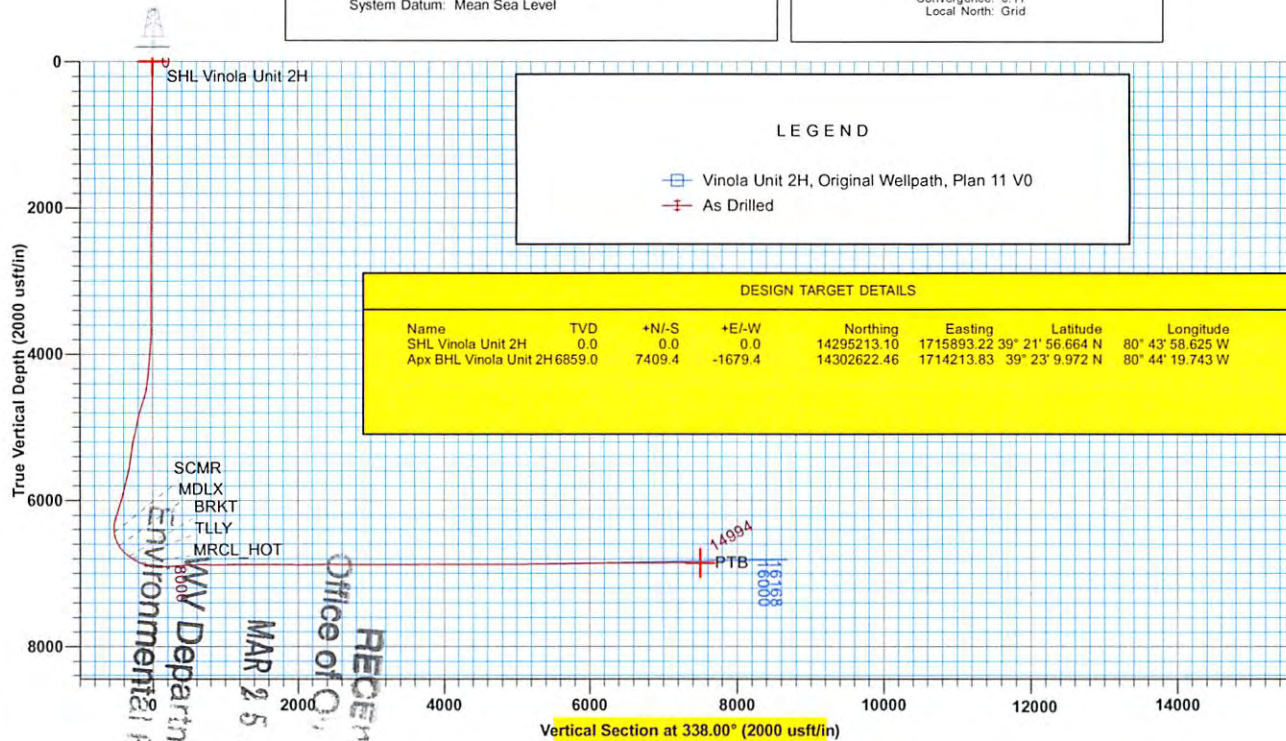 System Datum: Mean Sea Level
Local North: Grid
0
SHL Vinola Unit 2H
LEGEND
Vinola Unit 2H, Original Wellpath, Plan 11 V0
As Drilled
2000
True Vertical Depth (2000 usft/in)
DESIGN TARGET DETAILS
Name TVD +N/-S +E/-W Northing Easting Latitude Longitude
SHL Vinola Unit 2H 0.0 0.0 0.0 14295213.10 1715893.22 39° 21' 56.664 N 80° 43' 58.625 W
Apx BHL Vinola Unit 2H 6859.0 7409.4 -1679.4 14302622.46 1714213.83 39° 23' 9.972 N 80° 44' 19.743 W
4000
SCMR
MDLX
6000
BRKT
TLLY
MRCL_HOT
14994
PTB
8000
16168
16000
8000
RECEI
Office of O
MAR 25
WV Departm
Environmental P
0
2000
4000
6000
8000
10000
12000
14000
Vertical Section at 338.00° (2000 usft/in)